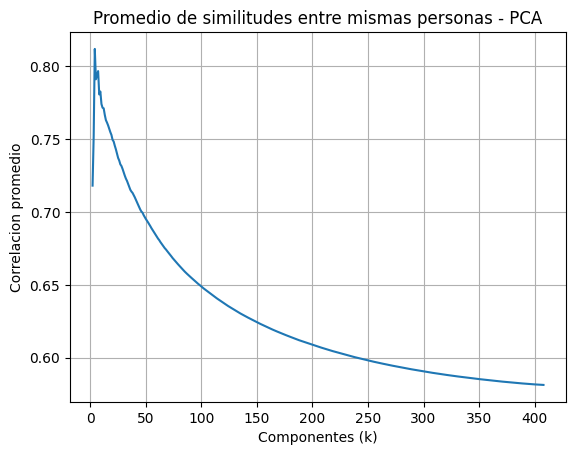 Promedio de similitudes entre mismas personas - PCA
Correlacion promedio
0.80
0.75
0.70
0.65
0.60
0 50 100 150 200 250 300 350 400
Componentes (k)